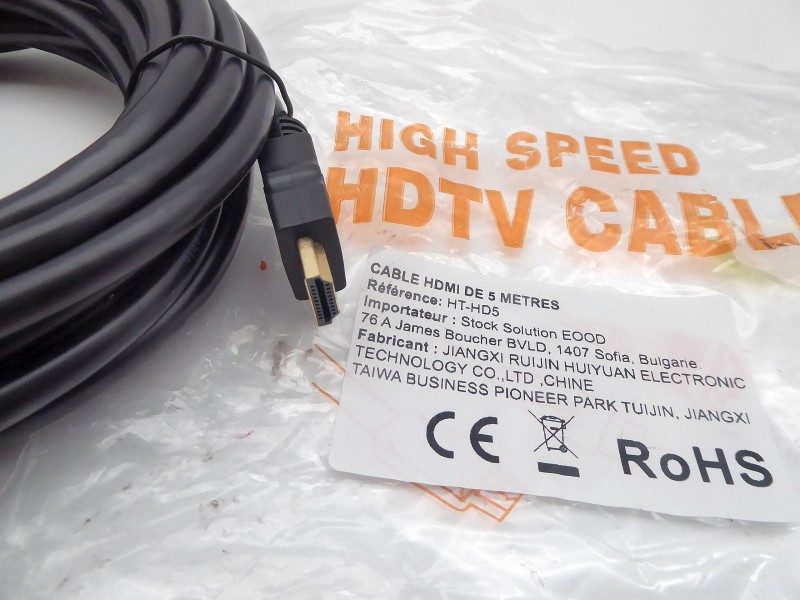 HIGH SPEED
HDTV CABLE
CABLE HDMI DE 5 METRES
Référence: HT-HD5
Importateur : Stock Solution EOOD
76 A James Boucher BVLD, 1407 Sofia, Bulgarie.
Fabricant : JIANGXI RUIJIN HUIYUAN ELECTRONIC
TECHNOLOGY CO.,LTD ,CHINE
TAIWA BUSINESS PIONEER PARK TUIJIN, JIANGXI
CE
RoHS